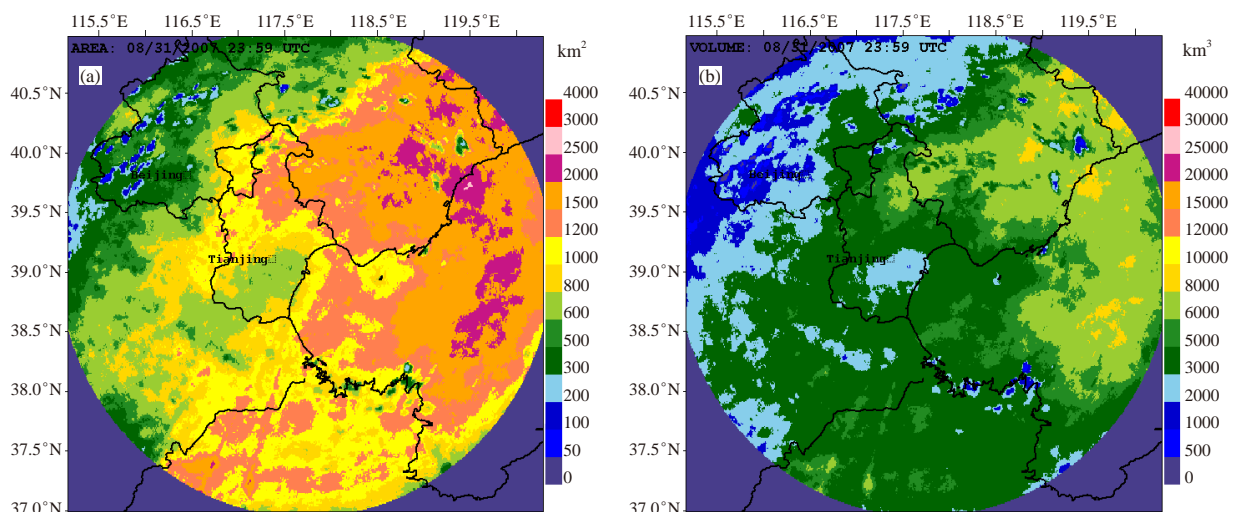 115.5°E 116.5°E 117.5°E 118.5°E 119.5°E
AREA: 08/31/2007 23:59 UTC
km²
(a)
40.5°N
40.0°N
39.5°N
39.0°N
38.5°N
38.0°N
37.5°N
37.0°N
Beijing
Tianjing
4000
3000
2500
2000
1500
1200
1000
800
600
500
300
200
100
50
0
115.5°E 116.5°E 117.5°E 118.5°E 119.5°E
VOLUME: 08/31/2007 23:59 UTC
km³
(b)
40.5°N
40.0°N
39.5°N
39.0°N
38.5°N
38.0°N
37.5°N
37.0°N
Beijing
Tianjing
40000
30000
25000
20000
15000
12000
10000
8000
6000
5000
3000
2000
1000
500
0